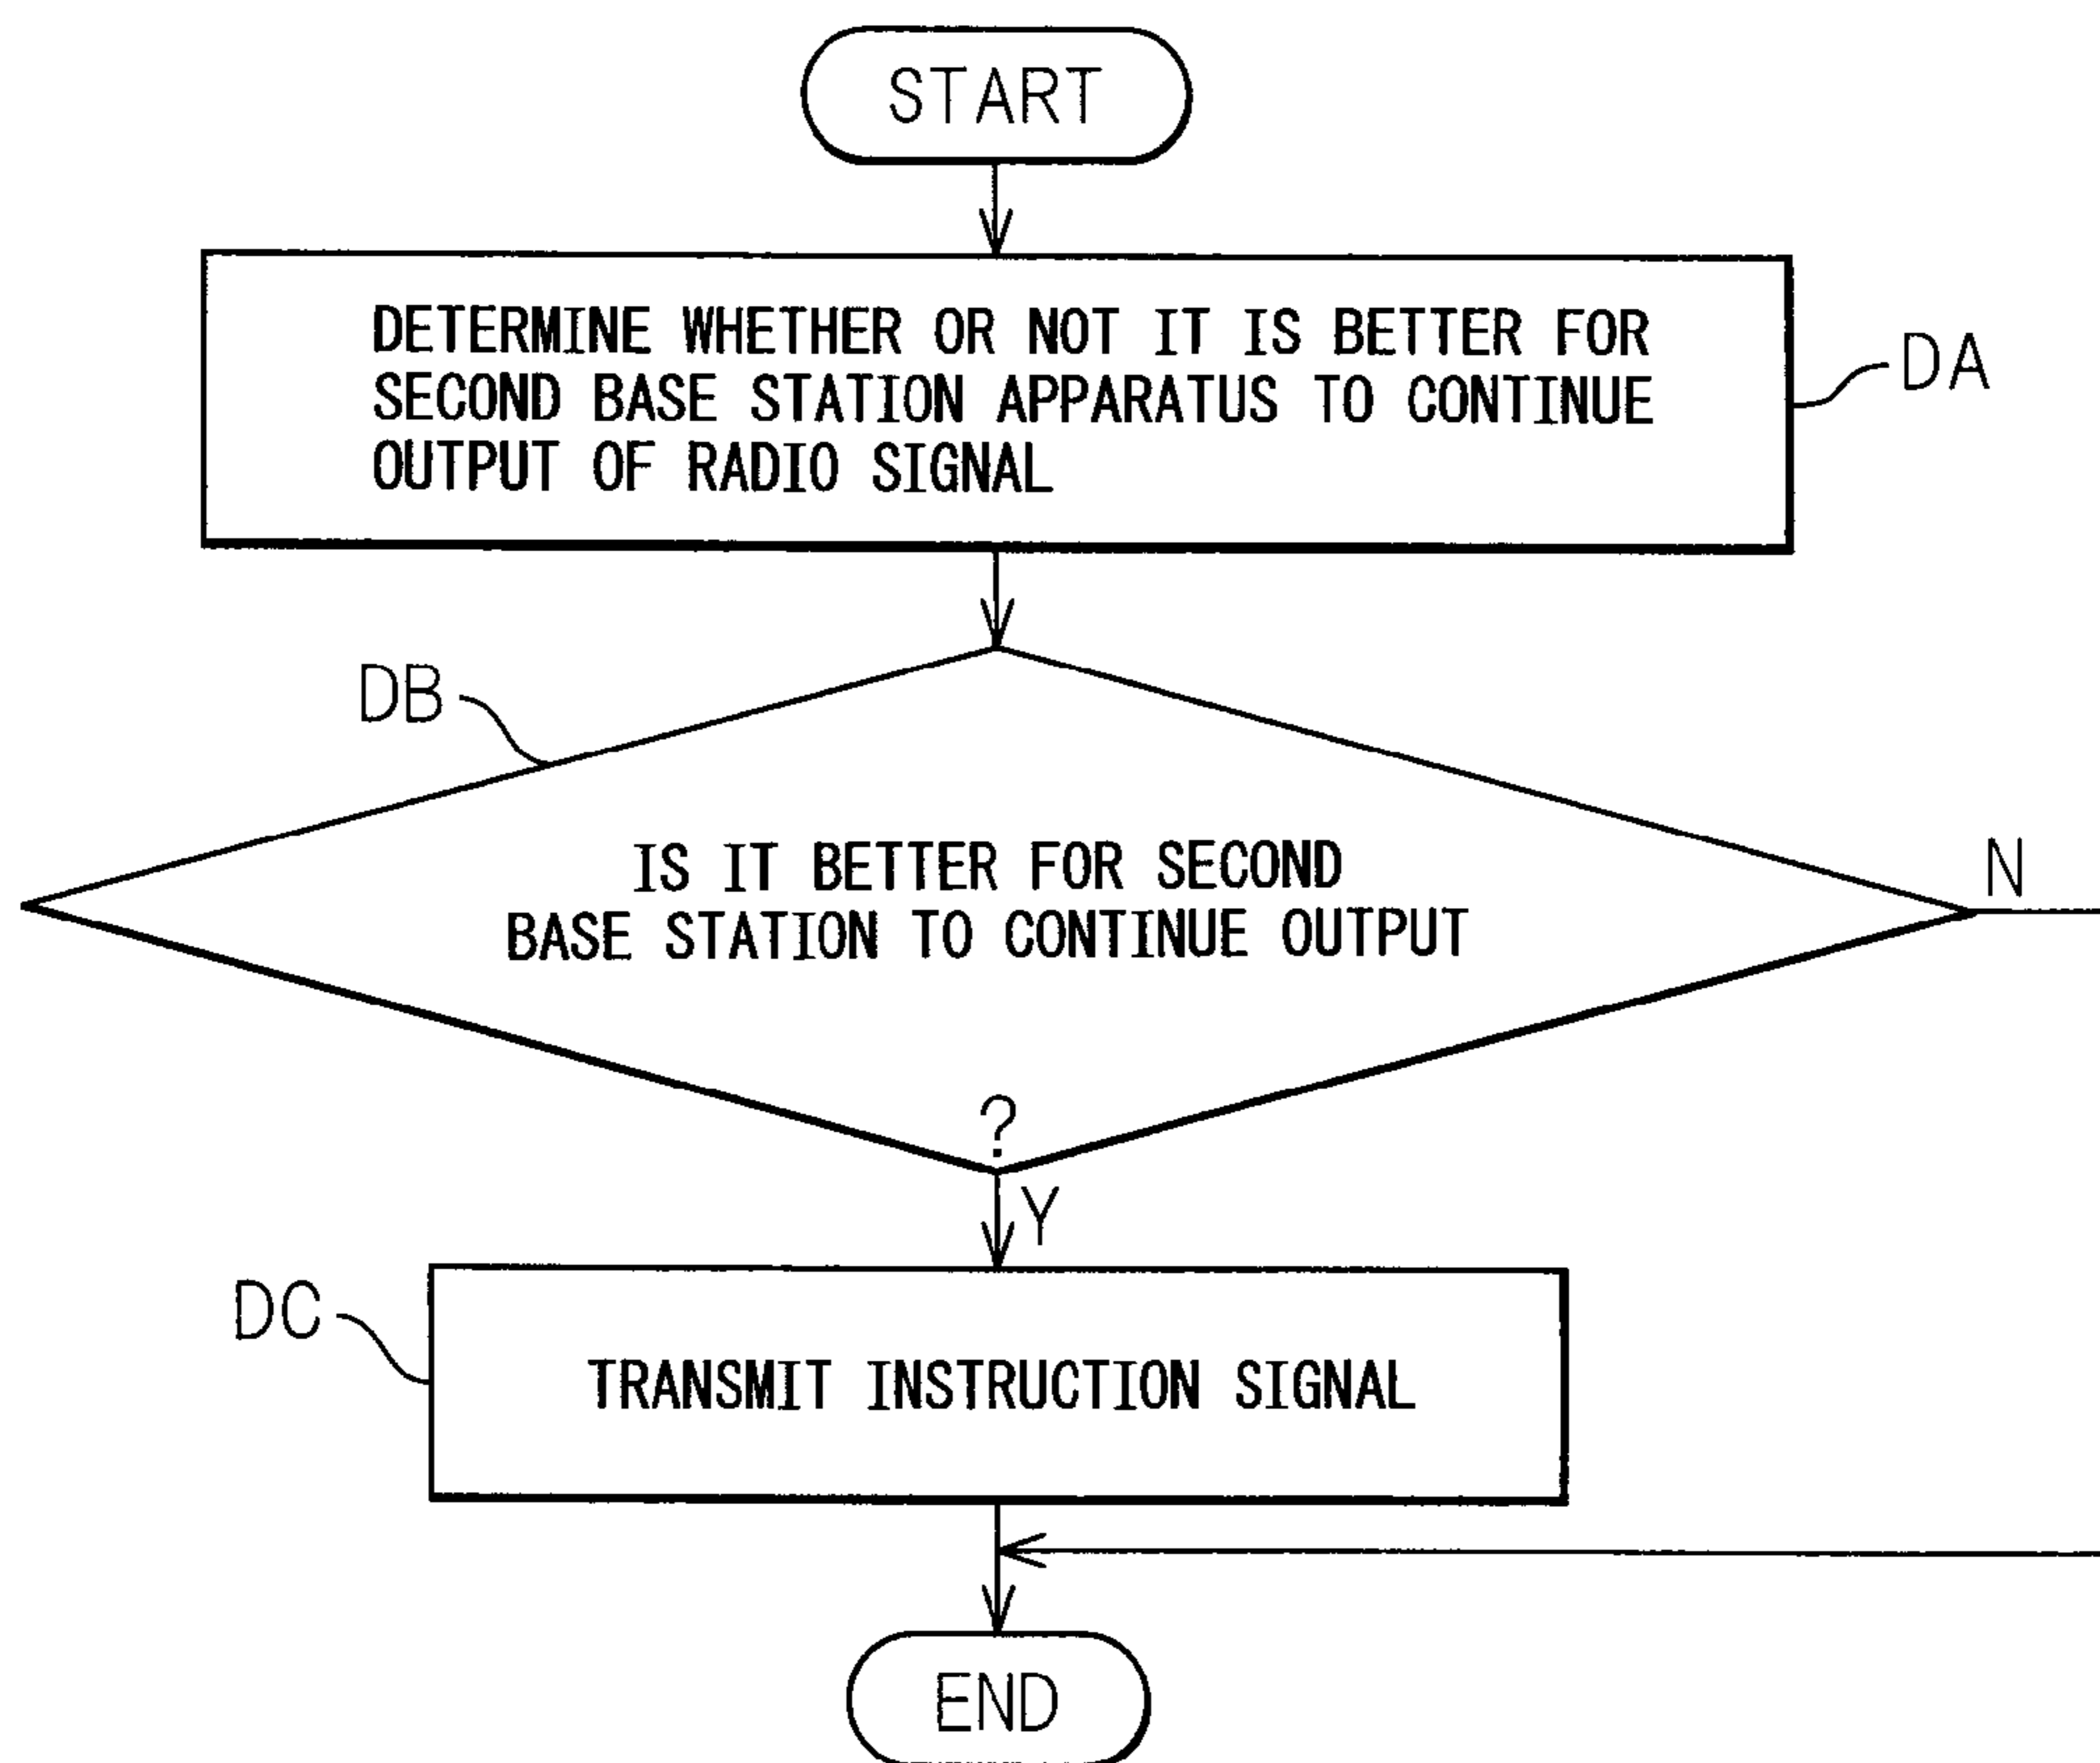 START
DETERMINE WHETHER OR NOT IT IS BETTER FOR
SECOND BASE STATION APPARATUS TO CONTINUE
OUTPUT OF RADIO SIGNAL
DA
DB
IS IT BETTER FOR SECOND
BASE STATION TO CONTINUE OUTPUT
?
N
Y
DC
TRANSMIT INSTRUCTION SIGNAL
END